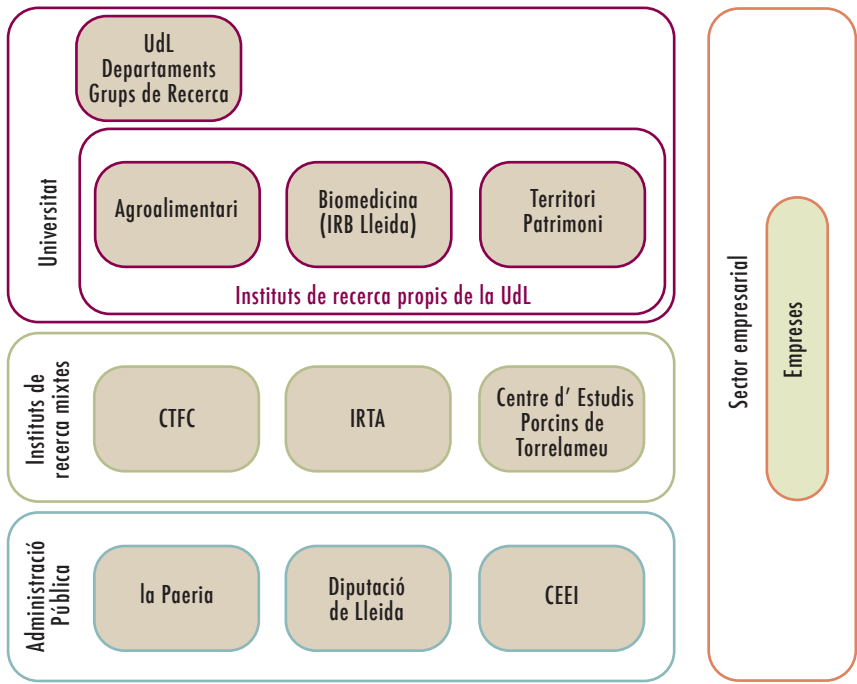 UdL
Departaments
Grups de Recerca
Universitat
Agroalimentari
Biomedicina
(IRB Lleida)
Territori
Patrimoni
Instituts de recerca propis de la UdL
Instituts de
recerca mixtes
CTFC
IRTA
Centre d’ Estudis
Porcins de
Torrelameu
Administració
Pública
la Paeria
Diputació
de Lleida
CEEI
Sector empresarial
Empreses